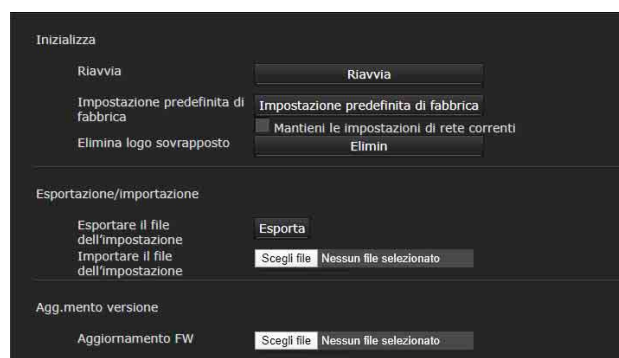 Inizializza
Riavvia
Riavvia
Impostazione predefinita di
fabbrica
Impostazione predefinita di fabbrica
Mantieni le impostazioni di rete correnti
Elimina logo sovrapposto
Elimin
Esportazione/importazione
Esportare il file
dell'impostazione
Esporta
Importare il file
dell'impostazione
Scegli file Nessun file selezionato
Agg.mento versione
Aggiornamento FW
Scegli file Nessun file selezionato